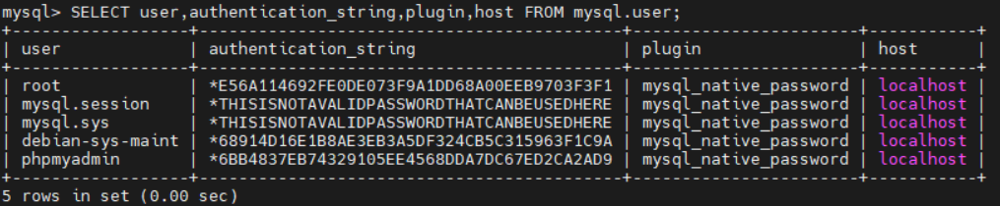 mysql> SELECT user,authentication_string,plugin,host FROM mysql.user;
+------------------+-------------------------------------------+-----------------------+-----------+
| user             | authentication_string                     | plugin                | host      |
+------------------+-------------------------------------------+-----------------------+-----------+
| root             | *E56A114692FE0DE073F9A1DD68A00EEB9703F3F1 | mysql_native_password | localhost |
| mysql.session    | *THISISNOTAVALIDPASSWORDTHATCANBEUSEDHERE | mysql_native_password | localhost |
| mysql.sys        | *THISISNOTAVALIDPASSWORDTHATCANBEUSEDHERE | mysql_native_password | localhost |
| debian-sys-maint | *68914D16E1B8AE3EB3A5DF324CB5C315963F1C9A | mysql_native_password | localhost |
| phpmyadmin       | *6BB4837EB74329105EE4568DDA7DC67ED2CA2AD9 | mysql_native_password | localhost |
+------------------+-------------------------------------------+-----------------------+-----------+
5 rows in set (0.00 sec)